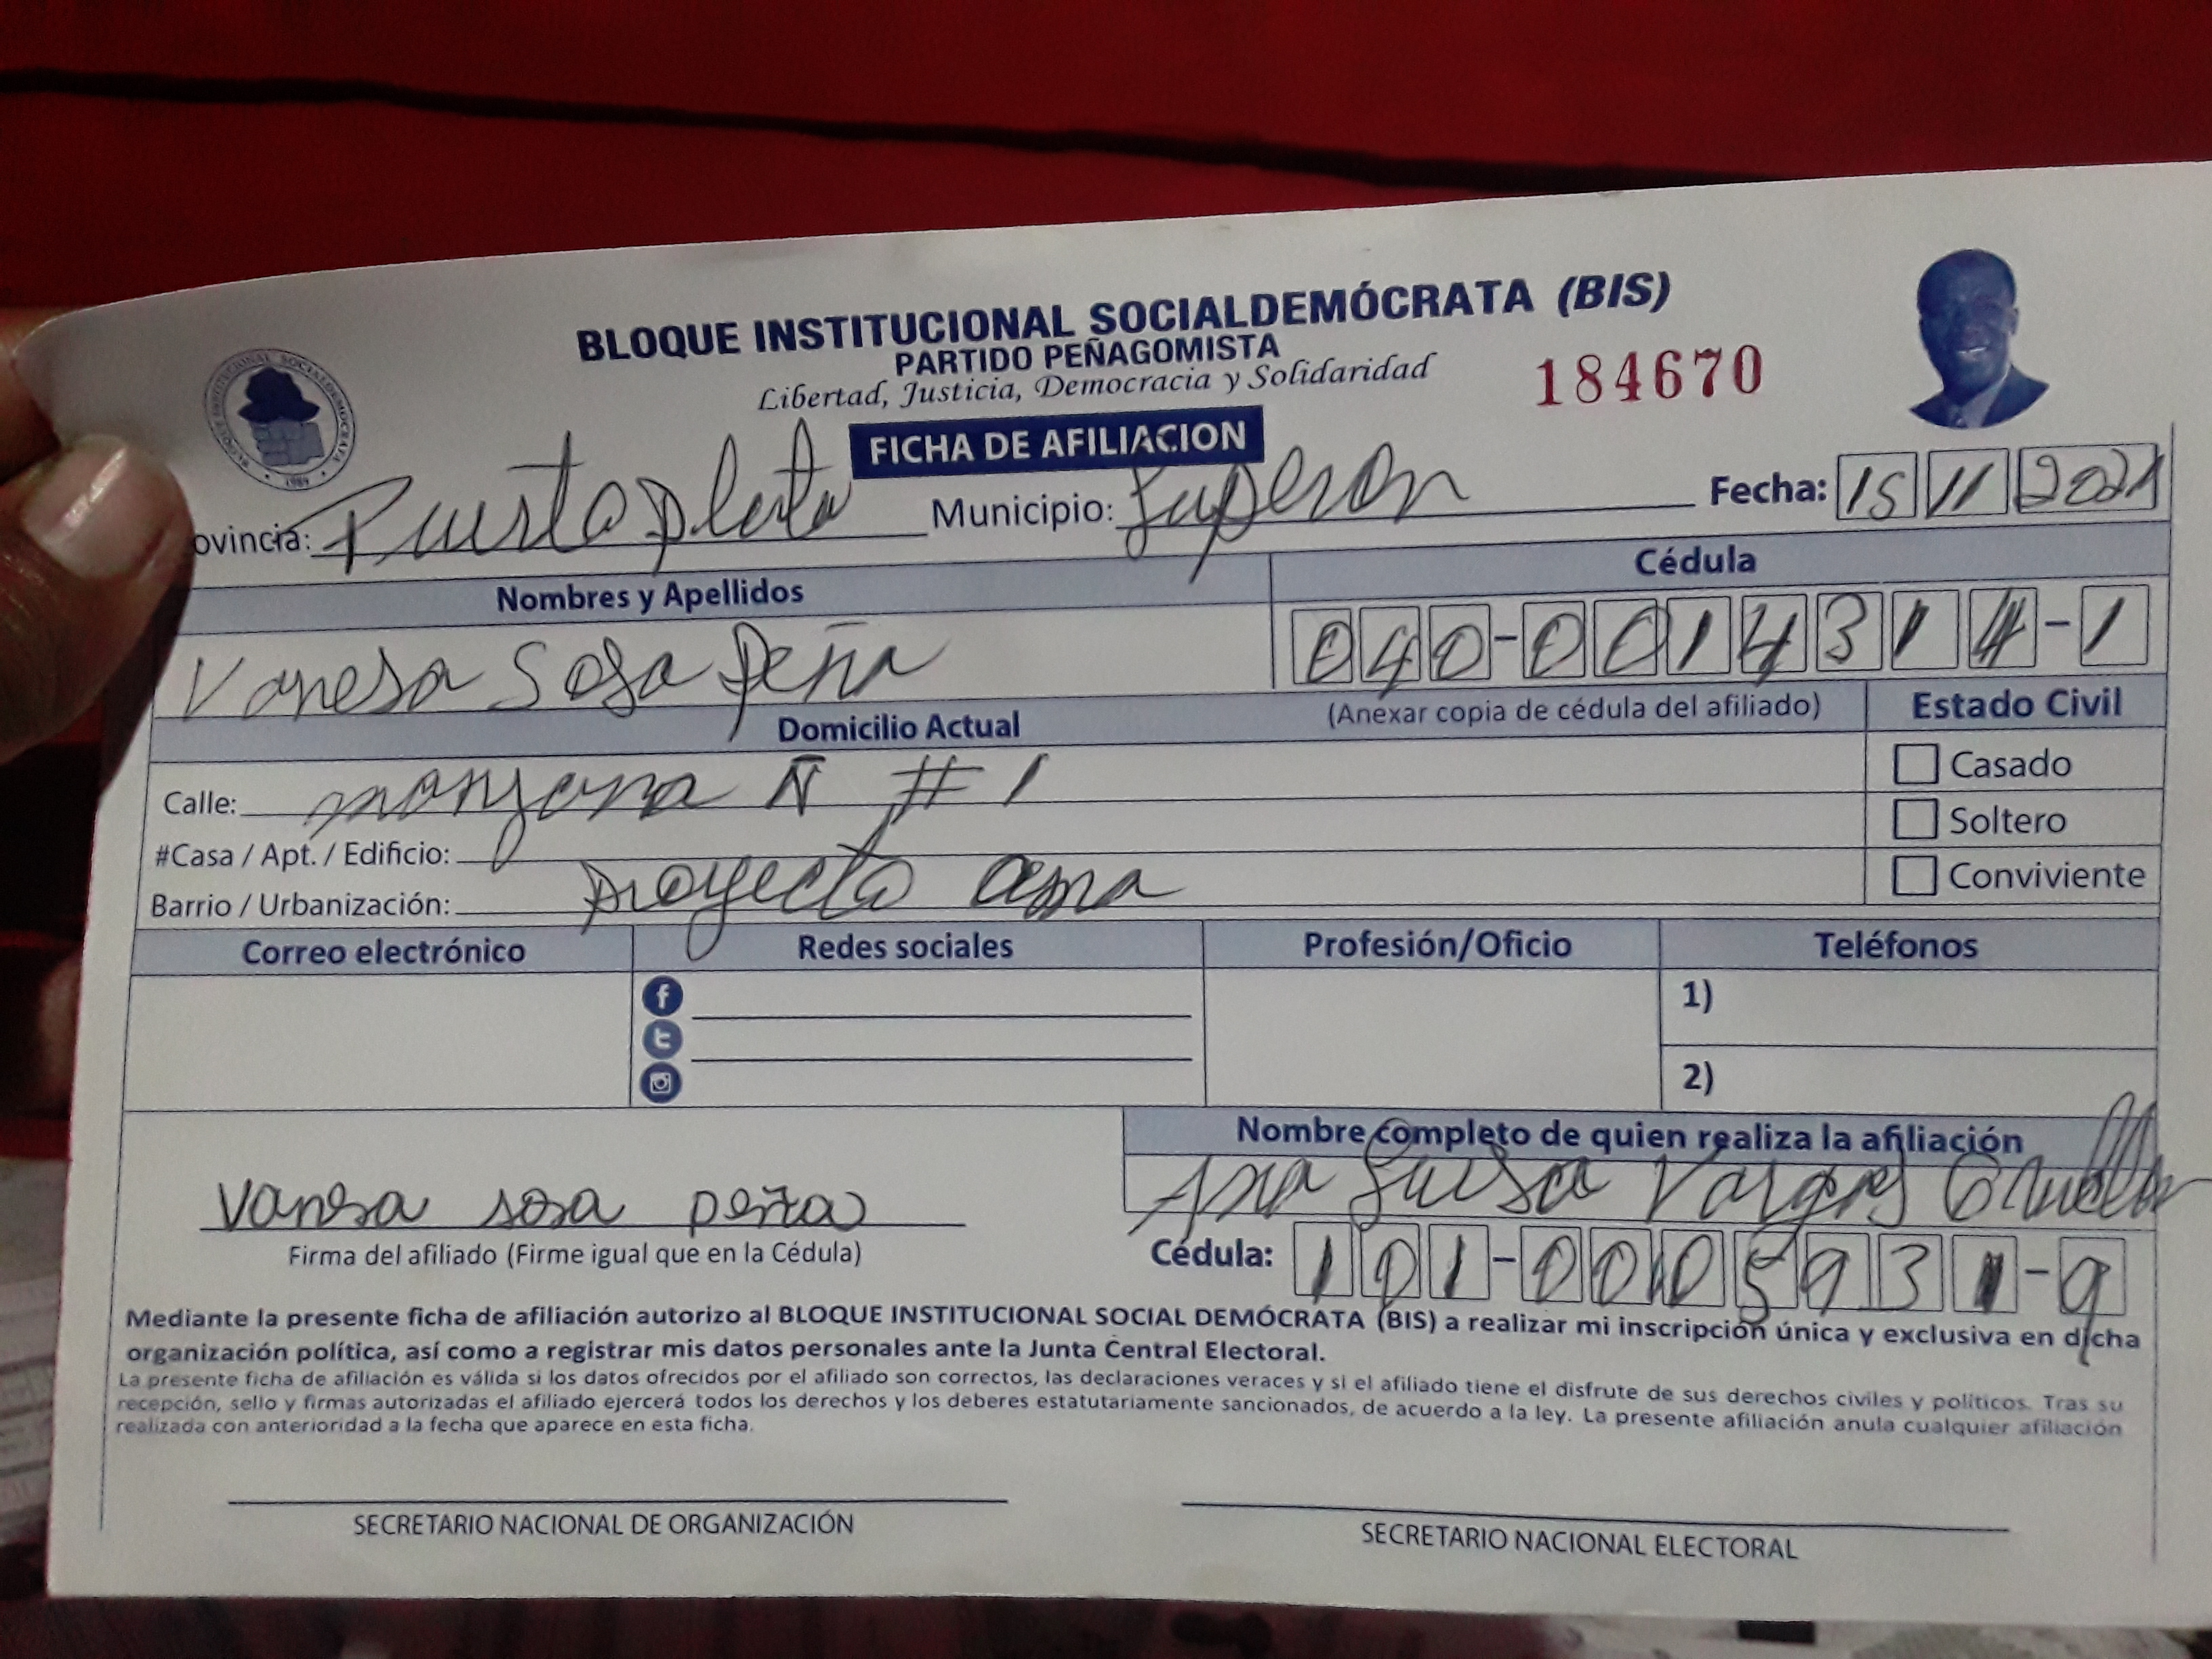 BLOQUE INSTITUCIONAL SOCIALDEMÓCRATA (BIS)
PARTIDO PEÑAGOMISTA
Libertad, Justicia, Democracia y Solidaridad
184670
BLOQUE INSTITUCIONAL SOCIALDEMOCRATA
1989
FICHA DE AFILIACION
ovincia: Puerto plata Municipio: Luperon Fecha: 15 11 2021
Nombres y Apellidos Cédula
Vanesa Sosa Peña 040-0014314-1
Domicilio Actual (Anexar copia de cédula del afiliado) Estado Civil
Calle: manzana Ñ #1 Casado
#Casa / Apt. / Edificio: Soltero
Barrio / Urbanización: proyecto Conviviente
Correo electrónico Redes sociales Profesión/Oficio Teléfonos
1)
2)
Nombre completo de quien realiza la afiliación
Ana Luisa Vargas
vanesa sosa peña
Firma del afiliado (Firme igual que en la Cédula) Cédula: 101-0005931-9
Mediante la presente ficha de afiliación autorizo al BLOQUE INSTITUCIONAL SOCIAL DEMÓCRATA (BIS) a realizar mi inscripción única y exclusiva en dicha
organización política, así como a registrar mis datos personales ante la Junta Central Electoral.
La presente ficha de afiliación es válida si los datos ofrecidos por el afiliado son correctos, las declaraciones veraces y si el afiliado tiene el disfrute de sus derechos civiles y políticos. Tras su
recepción, sello y firmas autorizadas el afiliado ejercerá todos los derechos y los deberes estatutariamente sancionados, de acuerdo a la ley. La presente afiliación anula cualquier afiliación
realizada con anterioridad a la fecha que aparece en esta ficha.
SECRETARIO NACIONAL DE ORGANIZACIÓN SECRETARIO NACIONAL ELECTORAL